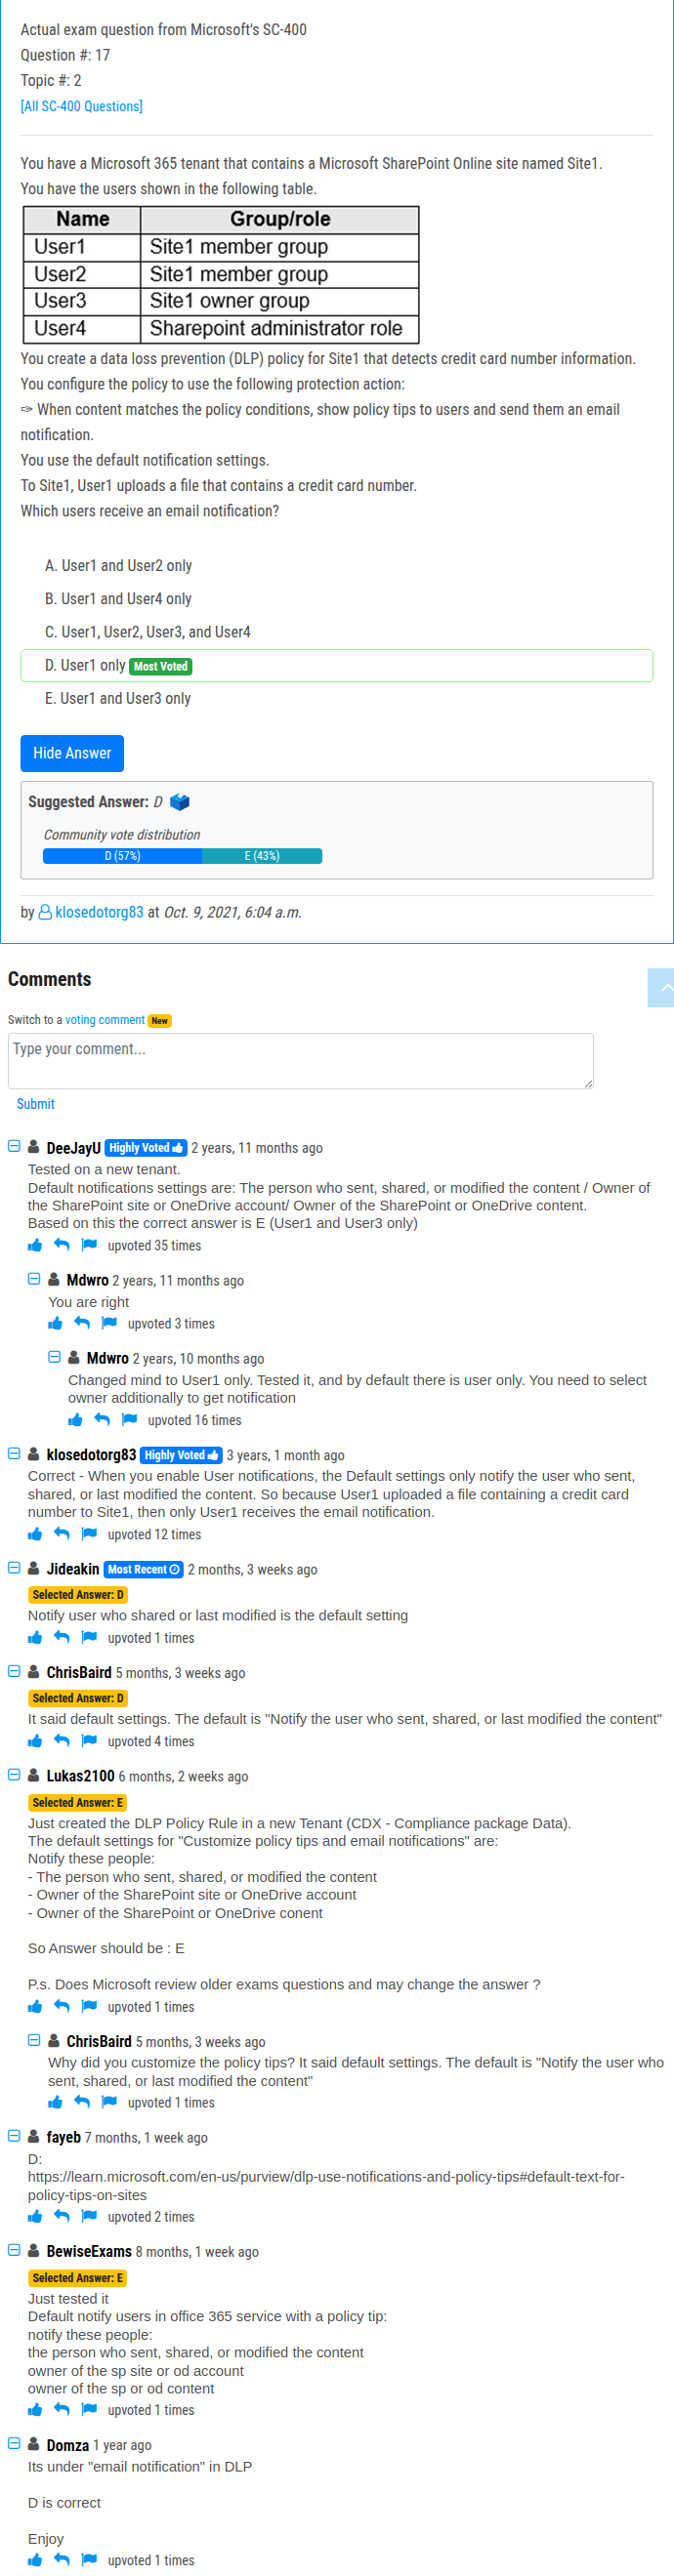 Actual exam question from Microsoft's SC-400
Question #: 17
Topic #: 2
[All SC-400 Questions]
You have a Microsoft 365 tenant that contains a Microsoft SharePoint Online site named Site1.
You have the users shown in the following table.
Name Group/role
User1 Site1 member group
User2 Site1 member group
User3 Site1 owner group
User4 Sharepoint administrator role
You create a data loss prevention (DLP) policy for Site1 that detects credit card number information.
You configure the policy to use the following protection action:
✑ When content matches the policy conditions, show policy tips to users and send them an email
notification.
You use the default notification settings.
To Site1, User1 uploads a file that contains a credit card number.
Which users receive an email notification?
A. User1 and User2 only
B. User1 and User4 only
C. User1, User2, User3, and User4
D. User1 only Most Voted
E. User1 and User3 only
Hide Answer
Suggested Answer: D
Community vote distribution
D (57%) E (43%)
by klosedotorg83 at Oct. 9, 2021, 6:04 a.m.
Comments
Switch to a voting comment New
Type your comment...
Submit
DeeJayU Highly Voted 2 years, 11 months ago
Tested on a new tenant.
Default notifications settings are: The person who sent, shared, or modified the content / Owner of
the SharePoint site or OneDrive account/ Owner of the SharePoint or OneDrive content.
Based on this the correct answer is E (User1 and User3 only)
upvoted 35 times
Mdwro 2 years, 11 months ago
You are right
upvoted 3 times
Mdwro 2 years, 10 months ago
Changed mind to User1 only. Tested it, and by default there is user only. You need to select
owner additionally to get notification
upvoted 16 times
klosedotorg83 Highly Voted 3 years, 1 month ago
Correct - When you enable User notifications, the Default settings only notify the user who sent,
shared, or last modified the content. So because User1 uploaded a file containing a credit card
number to Site1, then only User1 receives the email notification.
upvoted 12 times
Jideakin Most Recent 2 months, 3 weeks ago
Selected Answer: D
Notify user who shared or last modified is the default setting
upvoted 1 times
ChrisBaird 5 months, 3 weeks ago
Selected Answer: D
It said default settings. The default is "Notify the user who sent, shared, or last modified the content"
upvoted 4 times
Lukas2100 6 months, 2 weeks ago
Selected Answer: E
Just created the DLP Policy Rule in a new Tenant (CDX - Compliance package Data).
The default settings for "Customize policy tips and email notifications" are:
Notify these people:
- The person who sent, shared, or modified the content
- Owner of the SharePoint site or OneDrive account
- Owner of the SharePoint or OneDrive conent
So Answer should be : E
P.s. Does Microsoft review older exams questions and may change the answer ?
upvoted 1 times
ChrisBaird 5 months, 3 weeks ago
Why did you customize the policy tips? It said default settings. The default is "Notify the user who
sent, shared, or last modified the content"
upvoted 1 times
fayeb 7 months, 1 week ago
D:
https://learn.microsoft.com/en-us/purview/dlp-use-notifications-and-policy-tips#default-text-for-
policy-tips-on-sites
upvoted 2 times
BewiseExams 8 months, 1 week ago
Selected Answer: E
Just tested it
Default notify users in office 365 service with a policy tip:
notify these people:
the person who sent, shared, or modified the content
owner of the sp site or od account
owner of the sp or od content
upvoted 1 times
Domza 1 year ago
Its under "email notification" in DLP
D is correct
Enjoy
upvoted 1 times